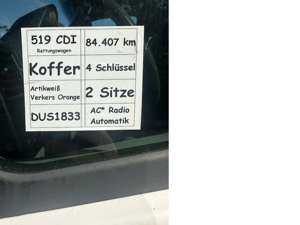 519 CDI
Rettungswagen
84.407 km
Koffer
4 Schlüssel
Artikweiß
Verkers Orange
2 Sitze
DUS1833
AC* Radio
Automatik